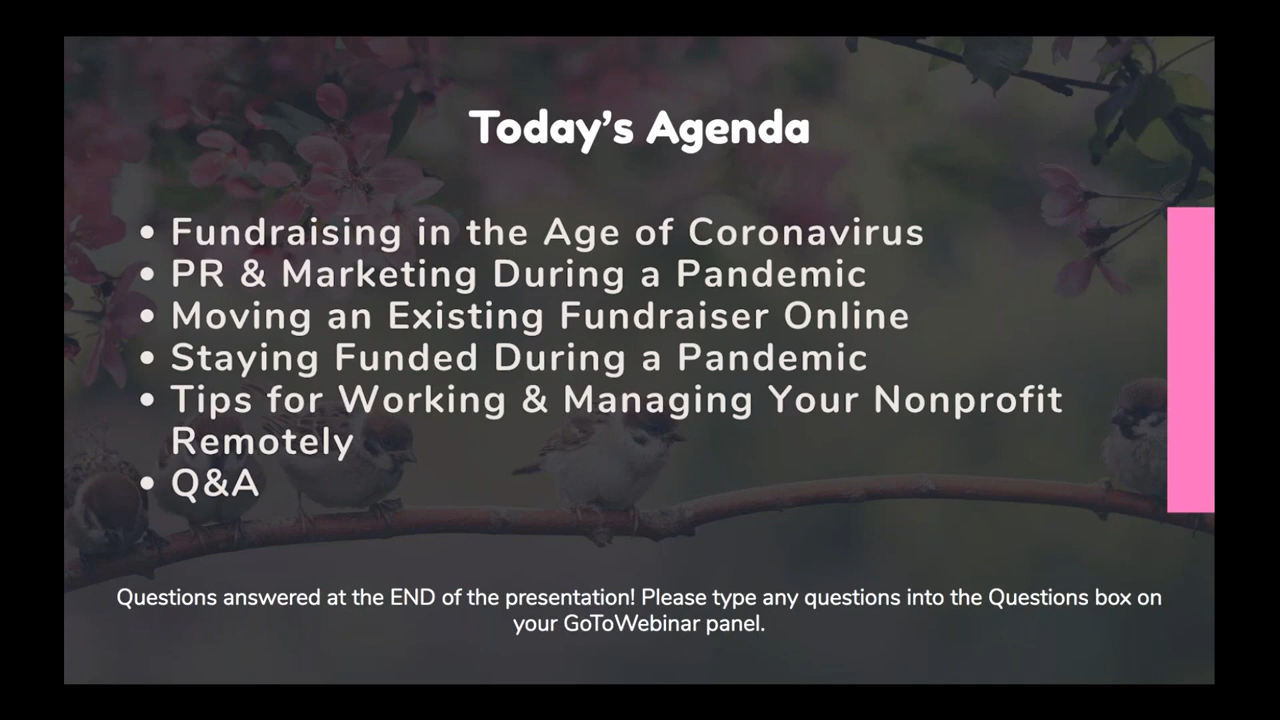 Today's Agenda
• Fundraising in the Age of Coronavirus
• PR & Marketing During a Pandemic
• Moving an Existing Fundraiser Online
• Staying Funded During a Pandemic
• Tips for Working & Managing Your Nonprofit
Remotely
• Q&A
Questions answered at the END of the presentation! Please type any questions into the Questions box on
your GoToWebinar panel.